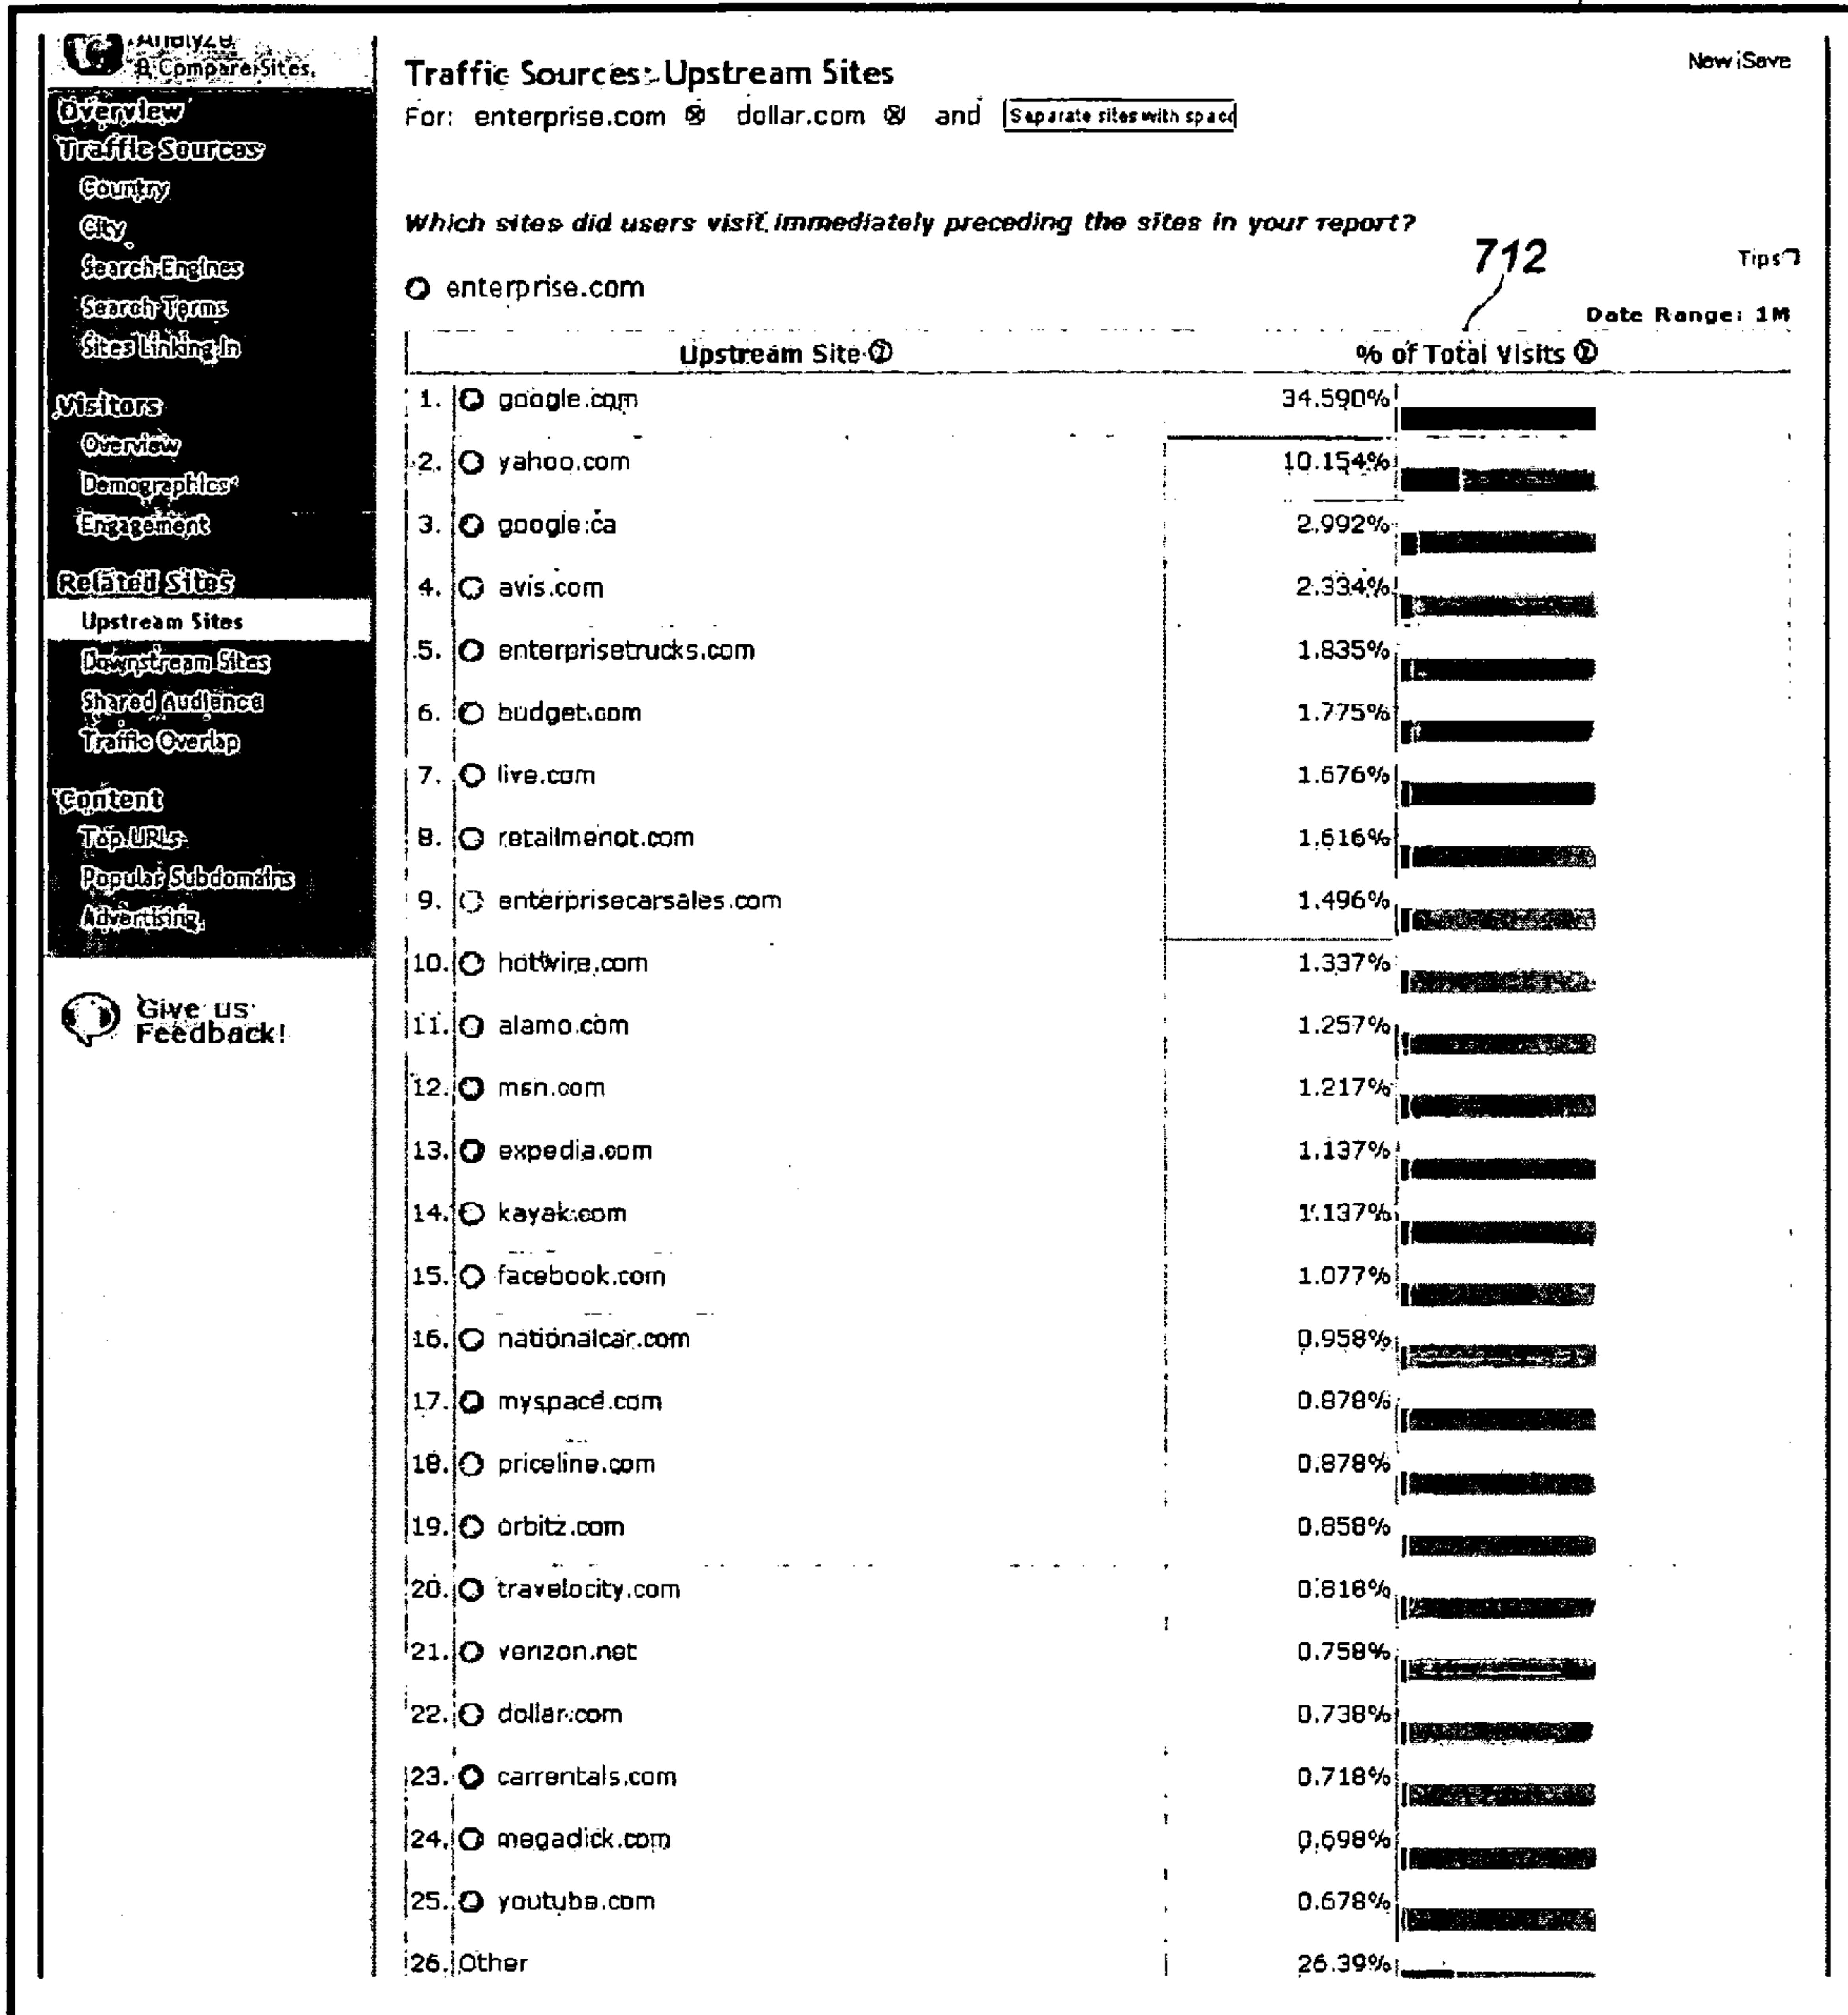 Analyze
& Compare Sites.
Overview
Traffic Sources
Country
City
Search Engines
Search Terms
Sites Linking In
Visitors
Overview
Demographics
Engagement
Related Sites
Upstream Sites
Downstream Sites
Shared Audience
Traffic Overlap
Content
Top URLs
Popular Subdomains
Advertising
Give us
Feedback!
Traffic Sources: Upstream Sites
New | Save
For: enterprise.com dollar.com and Separate sites with spac
Which sites did users visit immediately preceding the sites in your report?
712
Tips
enterprise.com
Date Range: 1M
Upstream Site % of Total Visits
1. google.com 34.590%
2. yahoo.com 10.154%
3. google.ca 2.992%
4. avis.com 2.334%
5. enterprisetrucks.com 1.835%
6. budget.com 1.775%
7. live.com 1.676%
8. retailmenot.com 1.616%
9. enterprisecarsales.com 1.496%
10. hotwire.com 1.337%
11. alamo.com 1.257%
12. msn.com 1.217%
13. expedia.com 1.137%
14. kayak.com 1.137%
15. facebook.com 1.077%
16. nationalcar.com 0.958%
17. myspace.com 0.878%
18. priceline.com 0.878%
19. orbitz.com 0.858%
20. travelocity.com 0.818%
21. verizon.net 0.758%
22. dollar.com 0.738%
23. carrentals.com 0.718%
24. megadick.com 0.698%
25. youtube.com 0.678%
26. Other 26.39%